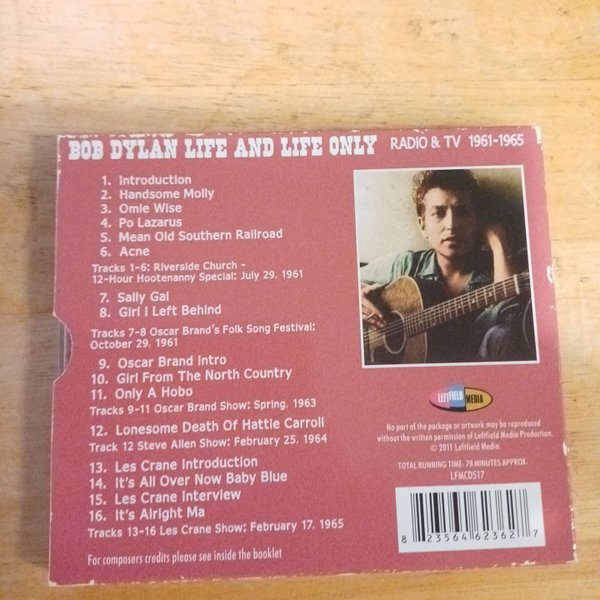 BOB DYLAN LIFE AND LIFE ONLY RADIO & TV 1961-1965
1. Introduction
2. Handsome Molly
3. Omie Wise
4. Po Lazarus
5. Mean Old Southern Railroad
6. Acne
Tracks 1-6: Riverside Church -
12-Hour Hootenanny Special: July 29, 1961
7. Sally Gal
8. Girl I Left Behind
Tracks 7-8 Oscar Brand's Folk Song Festival:
October 29, 1961
9. Oscar Brand Intro
10. Girl From The North Country
11. Only A Hobo
Tracks 9-11 Oscar Brand Show: Spring, 1963
12. Lonesome Death Of Hattie Carroll
Track 12 Steve Allen Show: February 25, 1964
13. Les Crane Introduction
14. It's All Over Now Baby Blue
15. Les Crane Interview
16. It's Alright Ma
Tracks 13-16 Les Crane Show: February 17, 1965
For composers credits please see inside the booklet
LEFTFIELD MEDIA
No part of the package or artwork may be reproduced
without the written permission of Leftfield Media Production.
© 2011 Leftfield Media.
TOTAL RUNNING TIME: 78 MINUTES APPROX.
LFMCD517
8 23564 62362 7